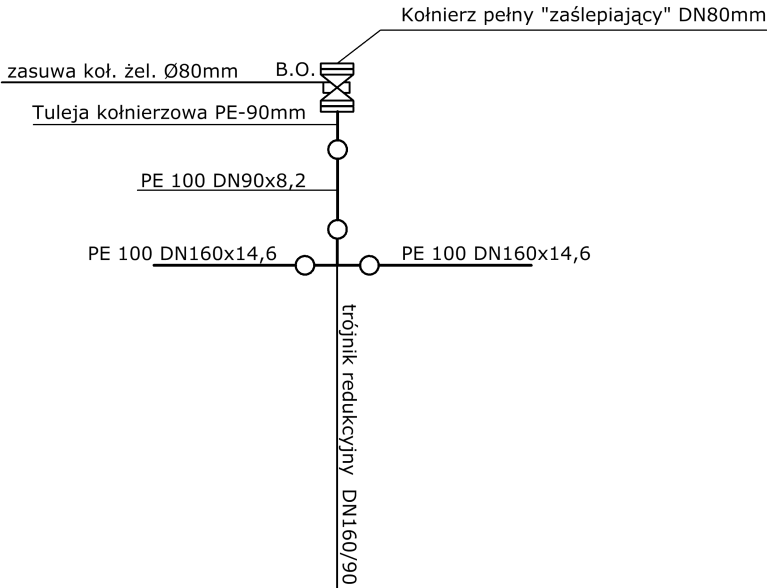 Kołnierz pełny "zaślepiający" DN80mm
zasuwa koł. żel. Ø80mm
B.O.
Tuleja kołnierzowa PE-90mm
PE 100 DN90x8,2
PE 100 DN160x14,6
PE 100 DN160x14,6
trójnik redukcyjny DN160/90